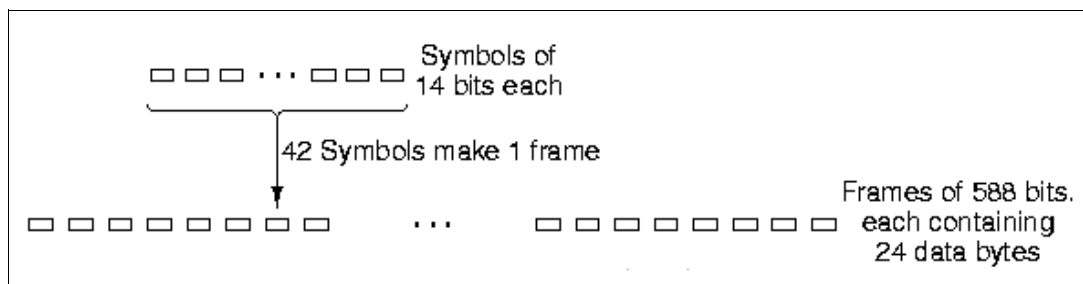 Symbols of
14 bits each
42 Symbols make 1 frame
Frames of 588 bits.
each containing
24 data bytes